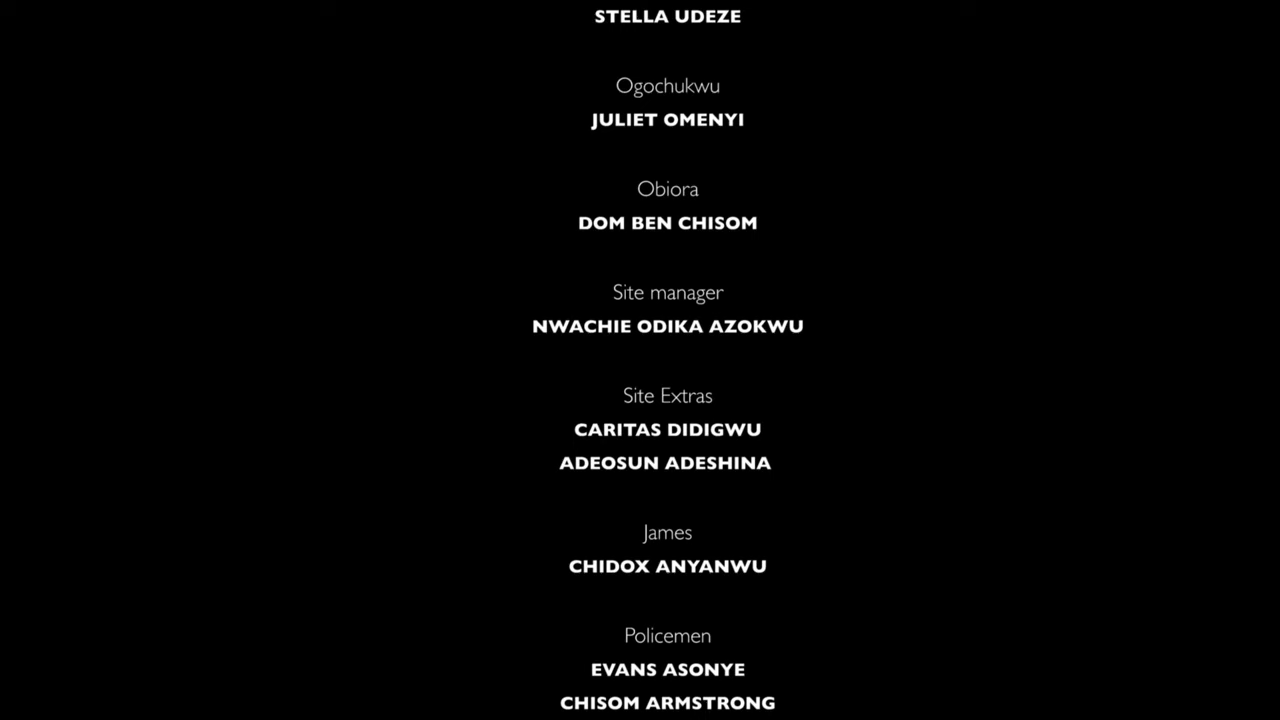 STELLA UDEZE
Ogochukwu
JULIET OMENYI
Obiora
DOM BEN CHISOM
Site manager
NWACHIE ODIKA AZOKWU
Site Extras
CARITAS DIDIGWU
ADEOSUN ADESHINA
James
CHIDOX ANYANWU
Policemen
EVANS ASONYE
CHISOM ARMSTRONG